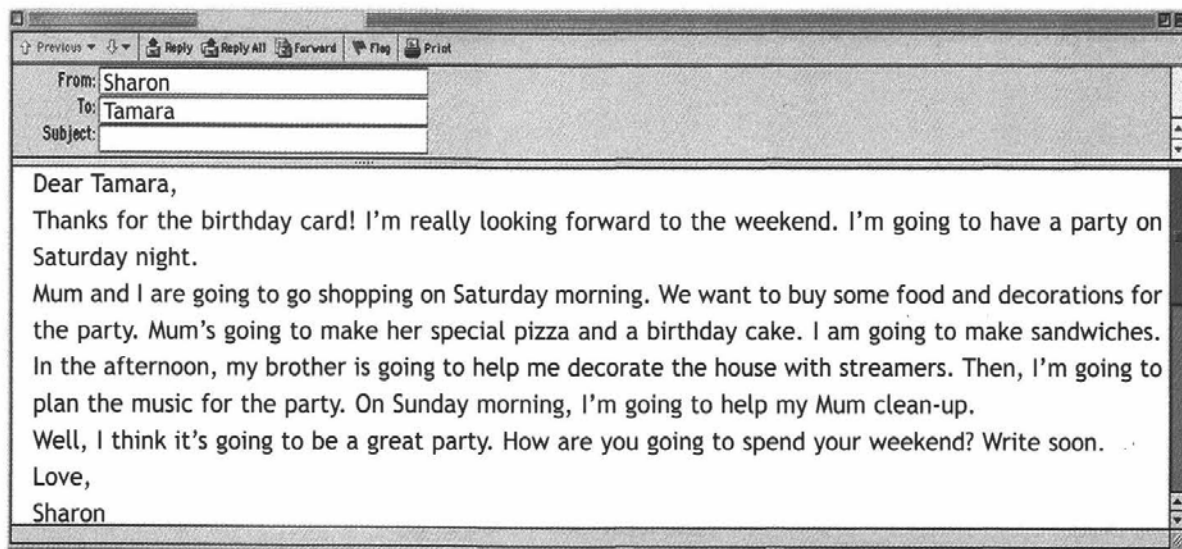 Previous Reply Reply All Forward Flag Print
From: Sharon
To: Tamara
Subject:
Dear Tamara,
Thanks for the birthday card! I'm really looking forward to the weekend. I'm going to have a party on
Saturday night.
Mum and I are going to go shopping on Saturday morning. We want to buy some food and decorations for
the party. Mum's going to make her special pizza and a birthday cake. I am going to make sandwiches.
In the afternoon, my brother is going to help me decorate the house with streamers. Then, I'm going to
plan the music for the party. On Sunday morning, I'm going to help my Mum clean-up.
Well, I think it's going to be a great party. How are you going to spend your weekend? Write soon.
Love,
Sharon